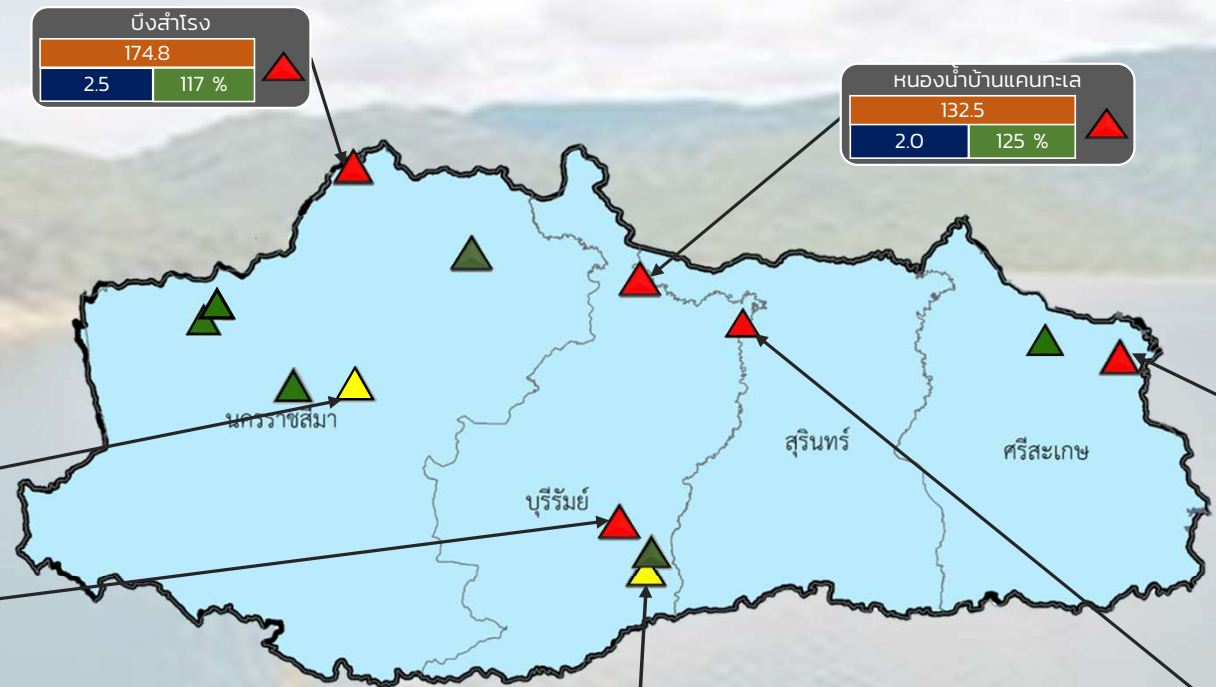 บึงสำโรง
174.8
2.5 117 %
หนองน้ำบ้านแคนทะเล
132.5
2.0 125 %
นครราชสีมา
สุรินทร์
ศรีสะเกษ
บุรีรัมย์